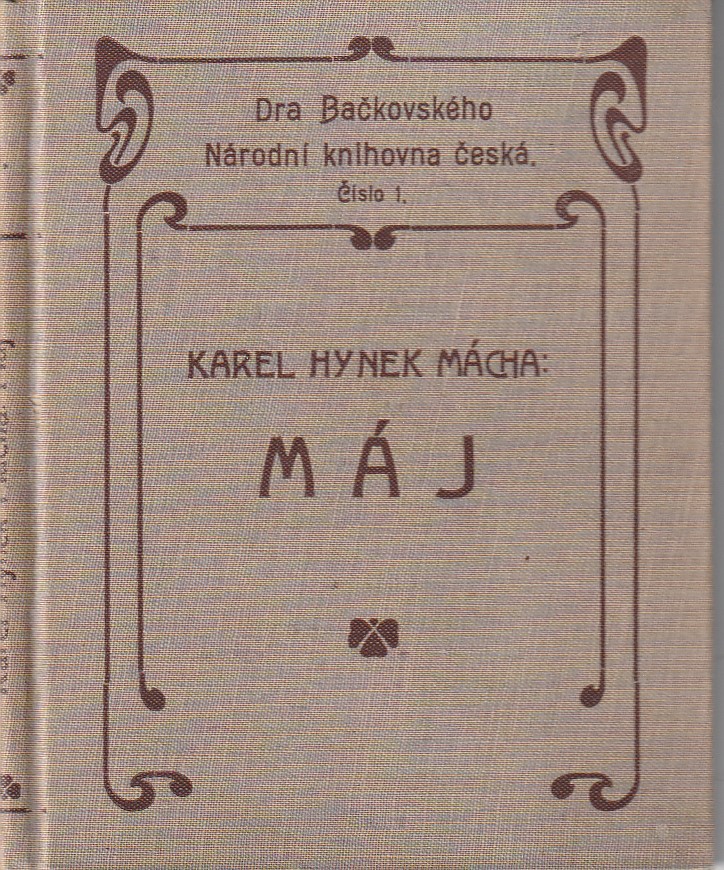 Dra Bačkovského
Národní knihovna česká.
Číslo 1.
KAREL HYNEK MÁCHA:
MÁJ